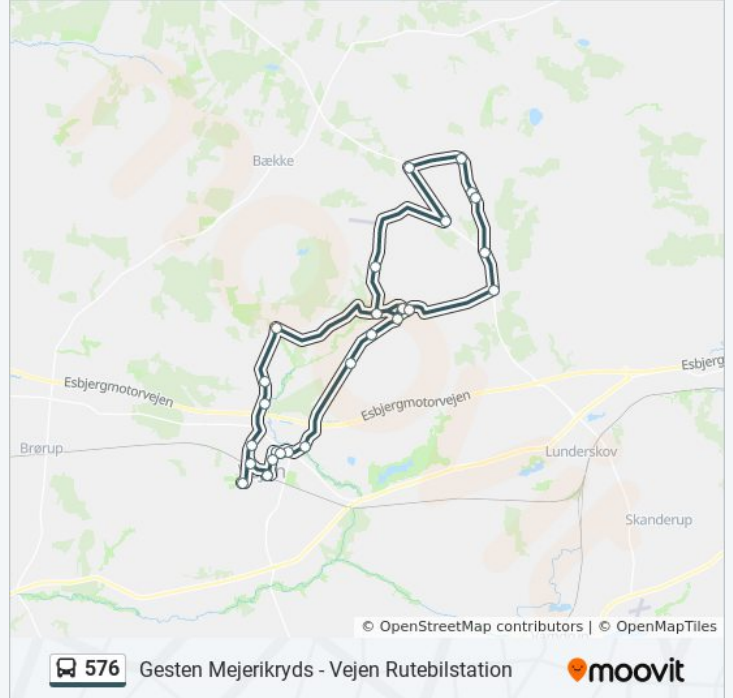 Bække
Esbjergmotorvejen
Esbjerg
Esbjergmotorvejen
Brørup
Lunderskov
Skanderup
© OpenStreetMap contributors | © OpenMapTiles
576 Gesten Mejerikryds - Vejen Rutebilstation
moovit